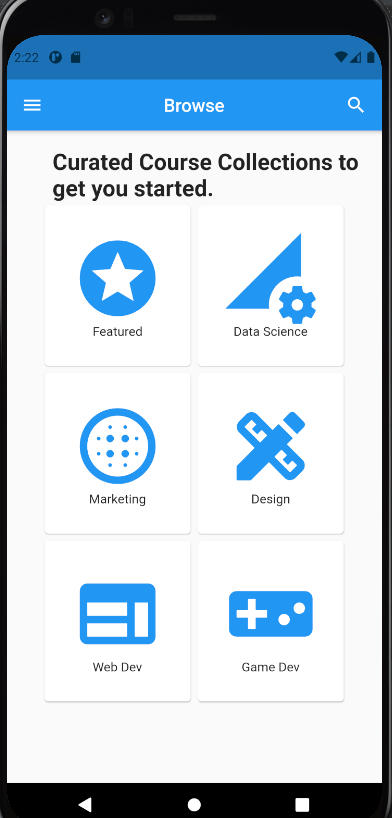 2:22
Browse
Curated Course Collections to
get you started.
Featured
Data Science
Marketing
Design
Web Dev
Game Dev